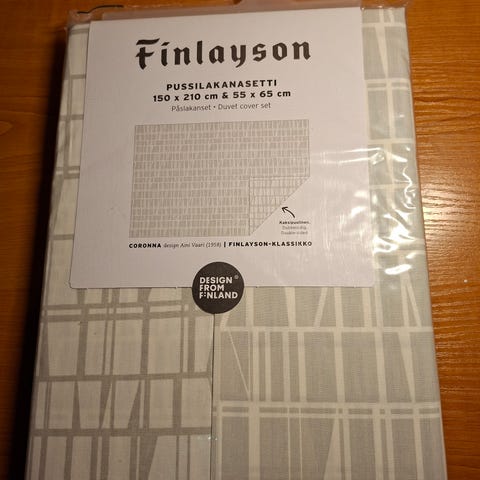 Finlayson
PUSSILAKANASETTI
150 x 210 cm & 55 x 65 cm
Påslakanset • Duvet cover set
Kaksipuolinen,
Dubbelsidig,
Double-sided
CORONNA design Aini Vaari (1958) | FINLAYSON-KLASSIKKO
DESIGN®
FROM
FINLAND